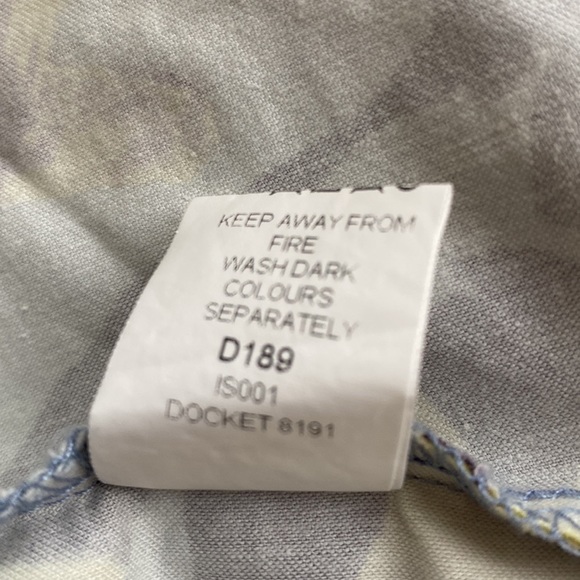 KEEP AWAY FROM
FIRE
WASH DARK
COLOURS
SEPARATELY
D189
IS001
DOCKET 8191